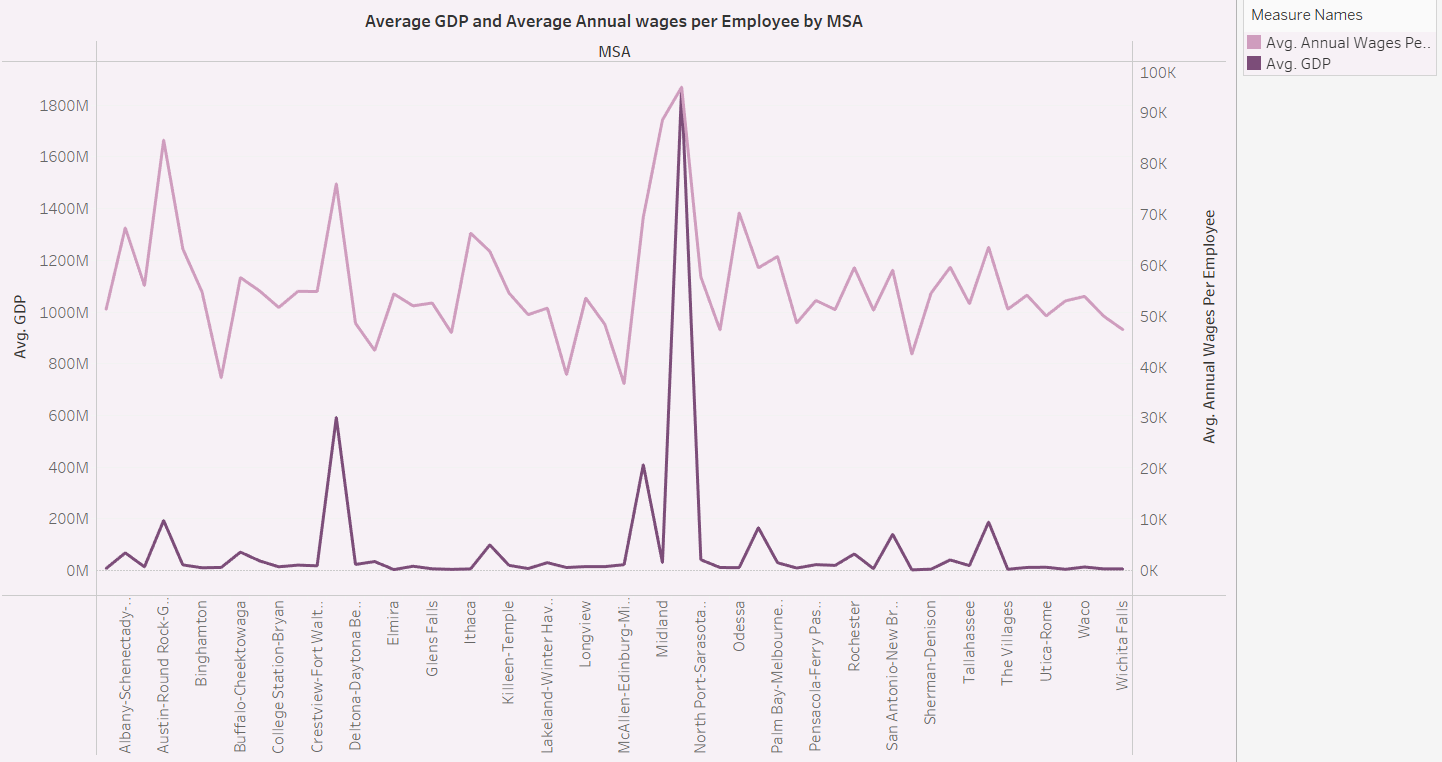 Average GDP and Average Annual wages per Employee by MSA
MSA
Measure Names
Avg. Annual Wages Pe..
Avg. GDP
Avg. GDP
1800M
1600M
1400M
1200M
1000M
800M
600M
400M
200M
0M
100K
90K
80K
70K
60K
50K
40K
30K
20K
10K
0K
Avg. Annual Wages Per Employee
Albany-Schenectady-..
Austin-Round Rock-G..
Binghamton
Buffalo-Cheektowaga
College Station-Bryan
Crestview-Fort Walt..
Deltona-Daytona Be..
Elmira
Glens Falls
Ithaca
Killeen-Temple
Lakeland-Winter Hav..
Longview
McAllen-Edinburg-Mi..
Midland
North Port-Sarasota..
Odessa
Palm Bay-Melbourne..
Pensacola-Ferry Pas..
Rochester
San Antonio-New Br..
Sherman-Denison
Tallahassee
The Villages
Utica-Rome
Waco
Wichita Falls